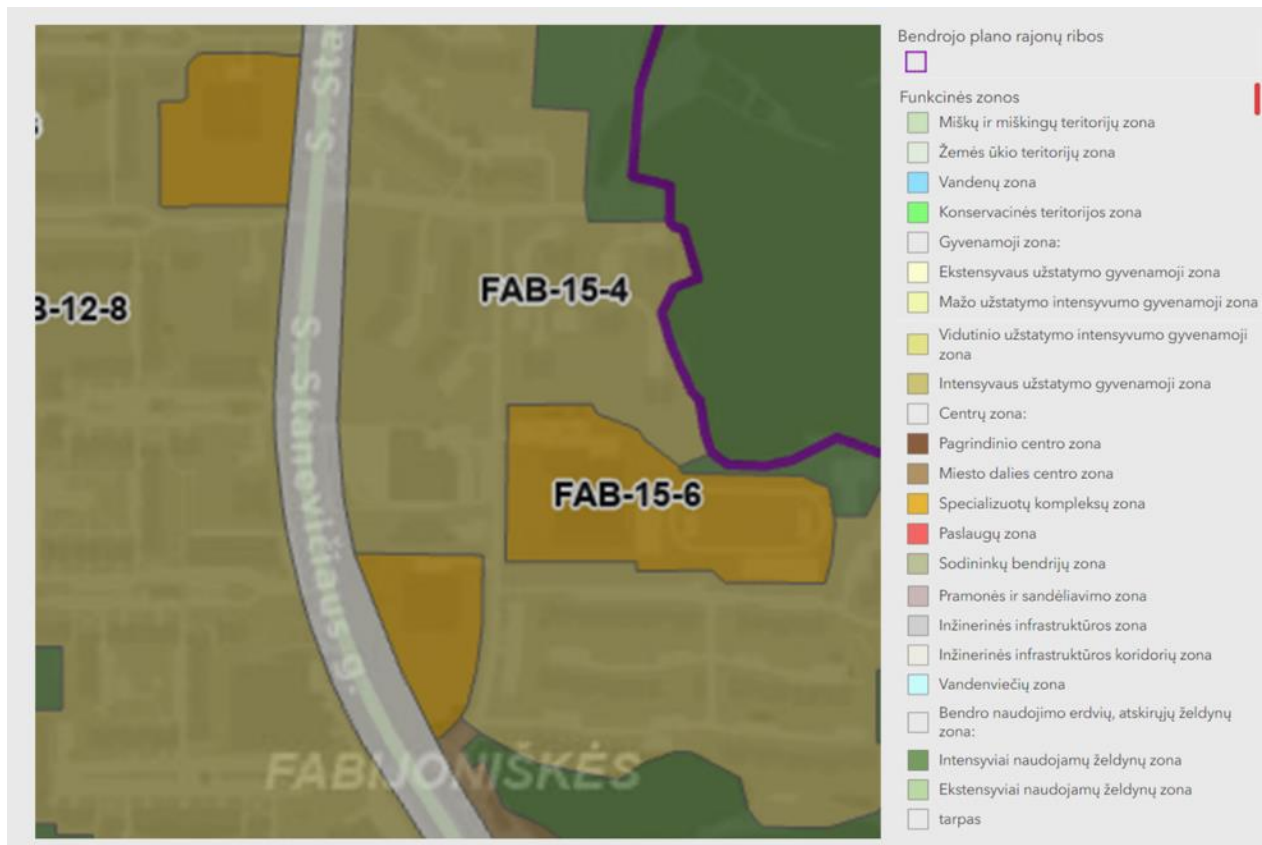 S. Sta
S. Sta
FAB-15-4
B-12-8
S. Stanevičiaus g.
FAB-15-6
FABIJONIŠKĖS
Bendrojo plano rajonų ribos
Funkcinės zonos
Miškų ir miškingų teritorijų zona
Žemės ūkio teritorijų zona
Vandenų zona
Konservacinės teritorijos zona
Gyvenamoji zona:
Ekstensyvaus užstatymo gyvenamoji zona
Mažo užstatymo intensyvumo gyvenamoji zona
Vidutinio užstatymo intensyvumo gyvenamoji
zona
Intensyvaus užstatymo gyvenamoji zona
Centrų zona:
Pagrindinio centro zona
Miesto dalies centro zona
Specializuotų kompleksų zona
Paslaugų zona
Sodininkų bendrijų zona
Pramonės ir sandėliavimo zona
Inžinerinės infrastruktūros zona
Inžinerinės infrastruktūros koridorių zona
Vandenviečių zona
Bendro naudojimo erdvių, atskirųjų želdynų
zona:
Intensyviai naudojamų želdynų zona
Ekstensyviai naudojamų želdynų zona
tarpas